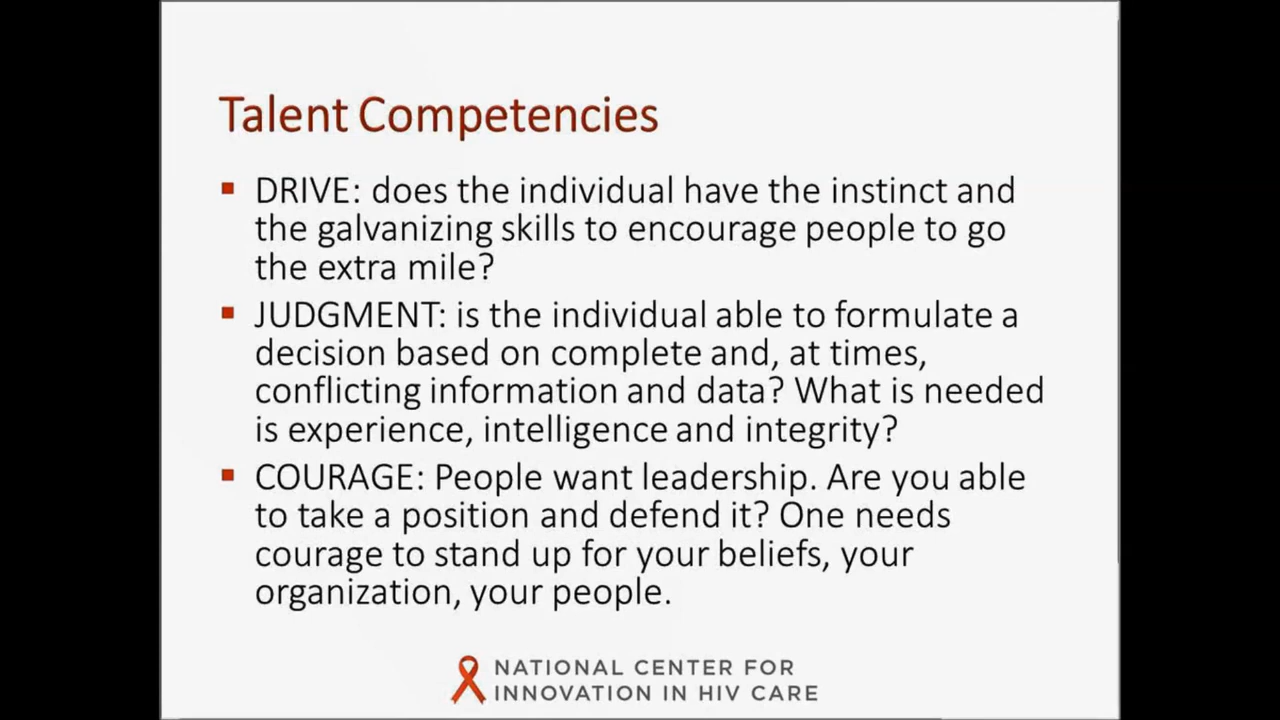 Talent Competencies
▪ DRIVE: does the individual have the instinct and
the galvanizing skills to encourage people to go
the extra mile?
▪ JUDGMENT: is the individual able to formulate a
decision based on complete and, at times,
conflicting information and data? What is needed
is experience, intelligence and integrity?
▪ COURAGE: People want leadership. Are you able
to take a position and defend it? One needs
courage to stand up for your beliefs, your
organization, your people.
NATIONAL CENTER FOR
INNOVATION IN HIV CARE